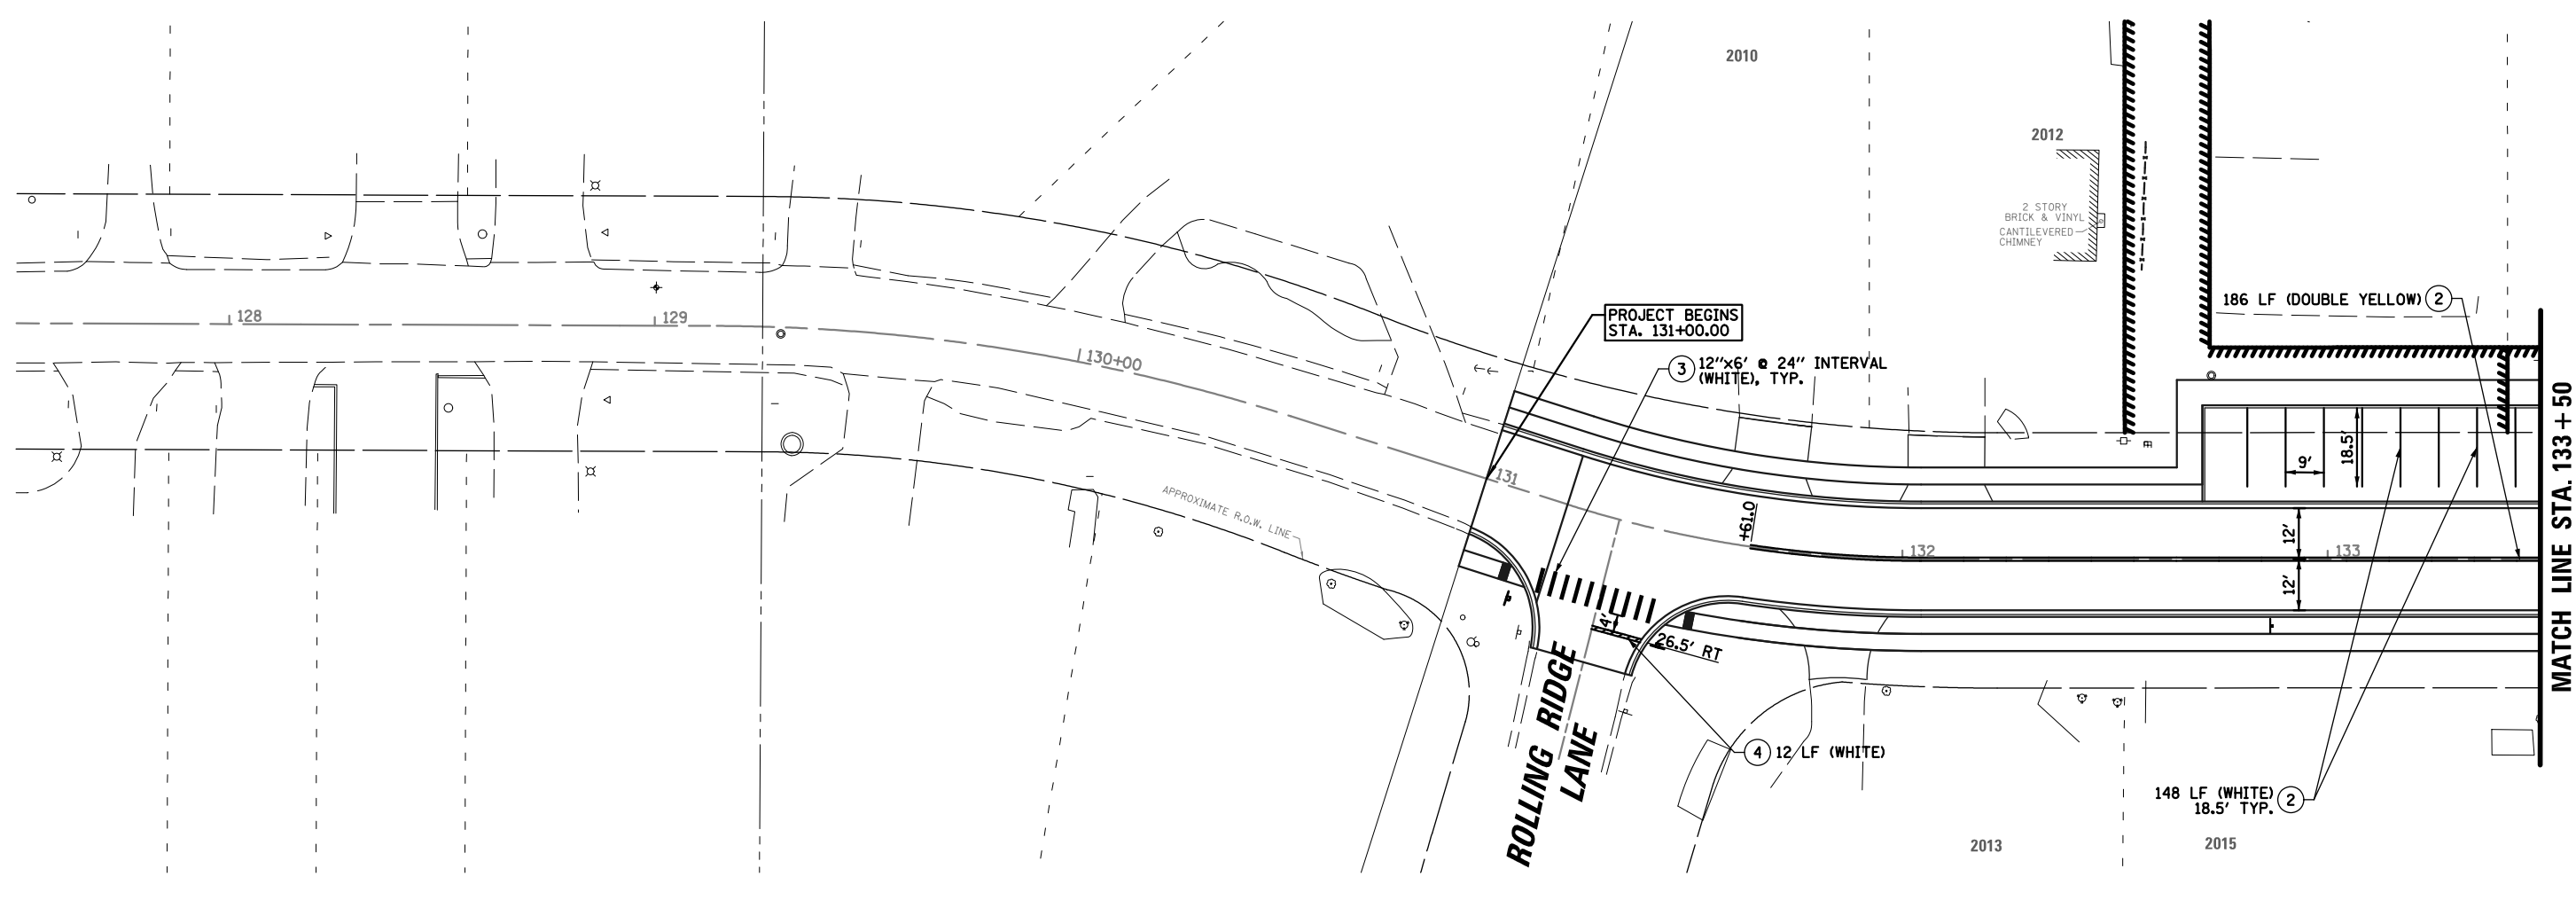 2010
2012
2 STORY
BRICK & VINYL
CANTILEVERED
CHIMNEY
186 LF (DOUBLE YELLOW) 2
PROJECT BEGINS
STA. 131+00.00
3 12"x6' @ 24" INTERVAL
(WHITE), TYP.
128
129
130+00
131
+61.0
132
133
9'
18.5'
12'
12'
MATCH LINE STA. 133+50
APPROXIMATE R.O.W. LINE
4'
26.5' RT
ROLLING RIDGE
LANE
4 12 LF (WHITE)
148 LF (WHITE)
18.5' TYP. 2
2013
2015